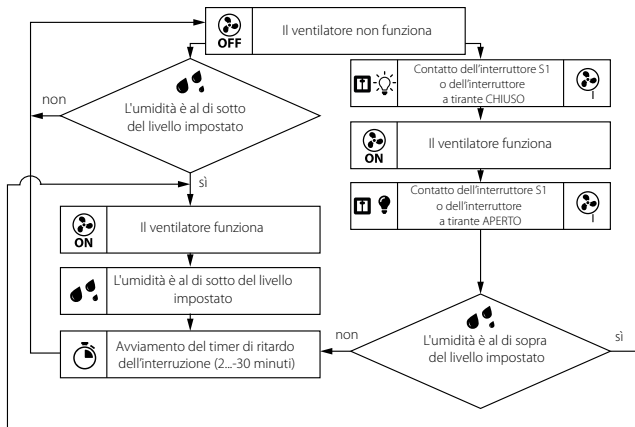 OFF
Il ventilatore non funziona
non
L'umidità è al di sotto
del livello impostato
sì
ON
Il ventilatore funziona
L'umidità è al di sotto del livello
impostato
Avviamento del timer di ritardo
dell'interruzione (2...-30 minuti)
Contatto dell'interruttore S1
o dell'interruttore
a tirante CHIUSO
ON
Il ventilatore funziona
Contatto dell'interruttore S1
o dell'interruttore
a tirante APERTO
non
L'umidità è al di sopra
del livello impostato
sì